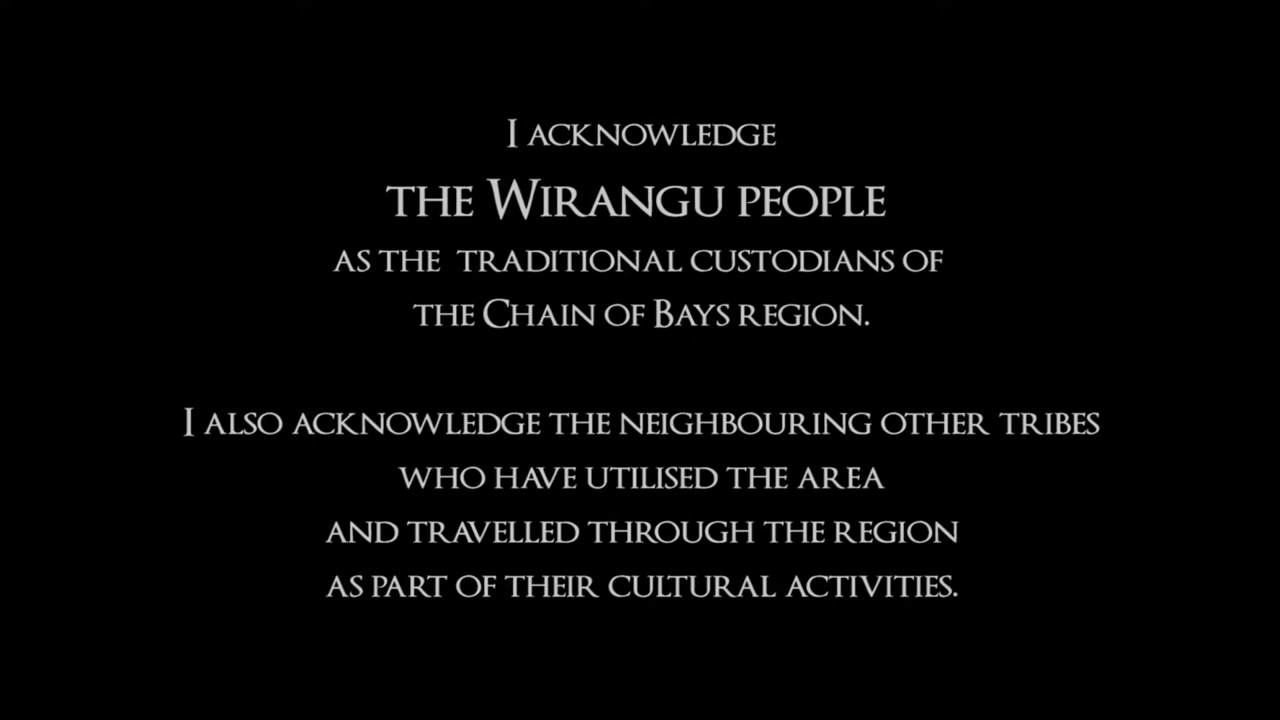 I ACKNOWLEDGE
THE WIRANGU PEOPLE
AS THE TRADITIONAL CUSTODIANS OF
THE CHAIN OF BAYS REGION.
I ALSO ACKNOWLEDGE THE NEIGHBOURING OTHER TRIBES
WHO HAVE UTILISED THE AREA
AND TRAVELLED THROUGH THE REGION
AS PART OF THEIR CULTURAL ACTIVITIES.